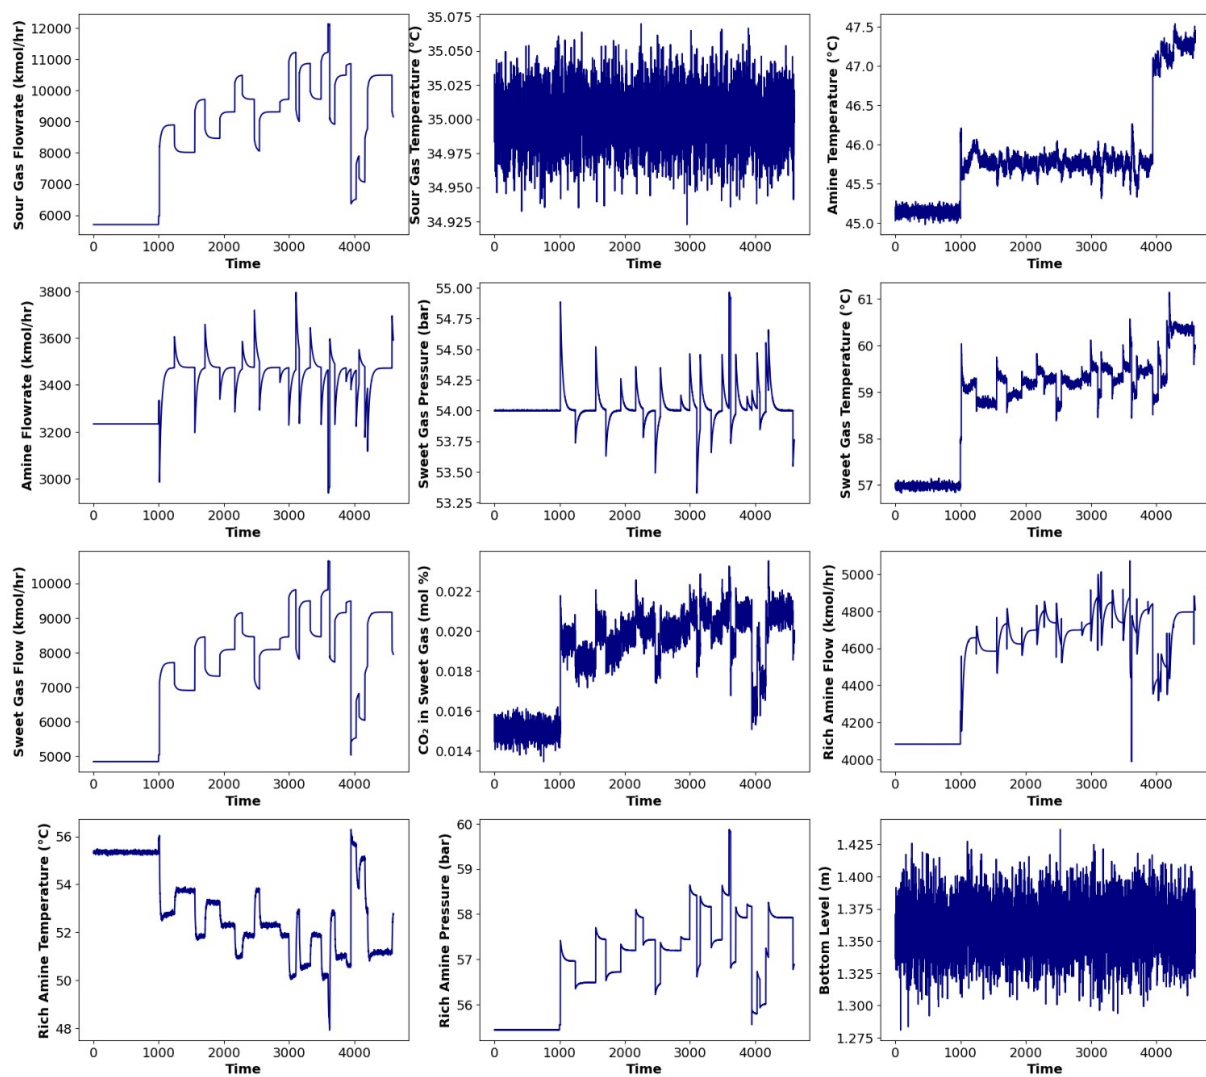 Sour Gas Flowrate (kmol/hr)
12000
11000
10000
9000
8000
7000
6000
0 1000 2000 3000 4000
Time
Sour Gas Temperature (°C)
35.075
35.050
35.025
35.000
34.975
34.950
34.925
0 1000 2000 3000 4000
Time
Amine Temperature (°C)
47.5
47.0
46.5
46.0
45.5
45.0
0 1000 2000 3000 4000
Time
Amine Flowrate (kmol/hr)
3800
3600
3400
3200
3000
0 1000 2000 3000 4000
Time
Sweet Gas Pressure (bar)
55.00
54.75
54.50
54.25
54.00
53.75
53.50
53.25
0 1000 2000 3000 4000
Time
Sweet Gas Temperature (°C)
61
60
59
58
57
0 1000 2000 3000 4000
Time
Sweet Gas Flow (kmol/hr)
10000
9000
8000
7000
6000
5000
0 1000 2000 3000 4000
Time
CO₂ in Sweet Gas (mol %)
0.022
0.020
0.018
0.016
0.014
0 1000 2000 3000 4000
Time
Rich Amine Flow (kmol/hr)
5000
4800
4600
4400
4200
4000
0 1000 2000 3000 4000
Time
Rich Amine Temperature (°C)
56
54
52
50
48
0 1000 2000 3000 4000
Time
Rich Amine Pressure (bar)
60
59
58
57
56
0 1000 2000 3000 4000
Time
Bottom Level (m)
1.425
1.400
1.375
1.350
1.325
1.300
1.275
0 1000 2000 3000 4000
Time